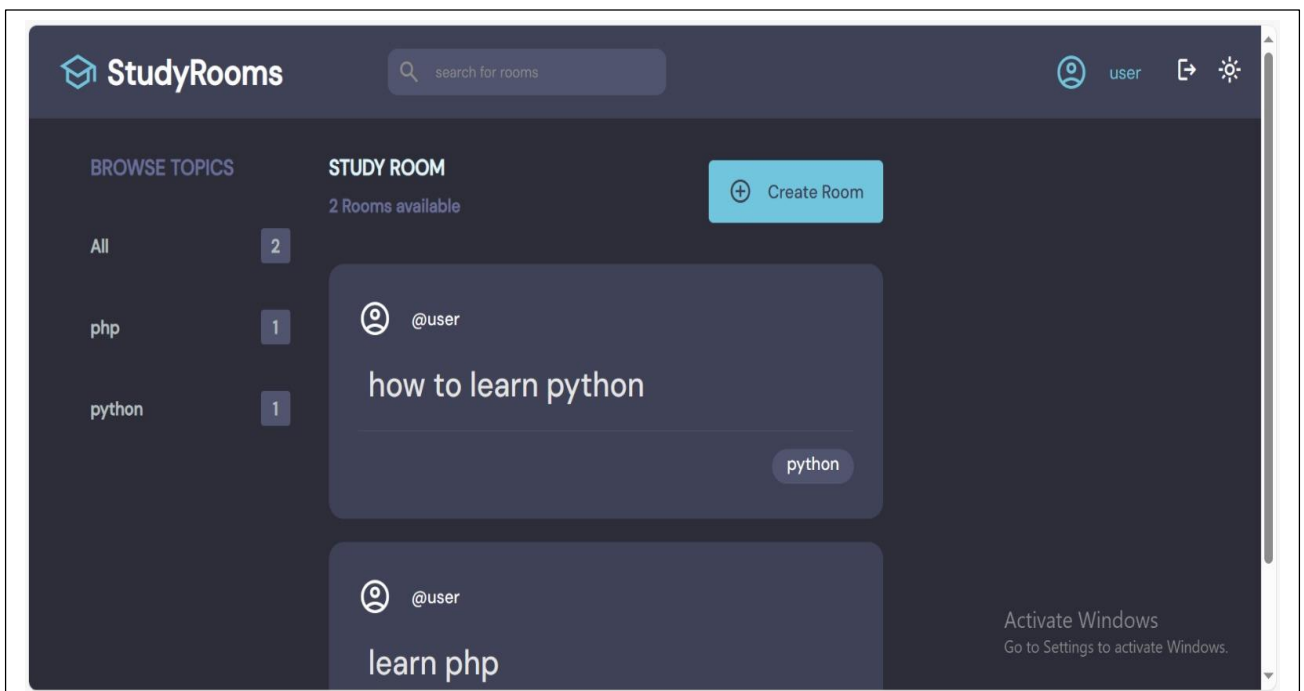 StudyRooms
search for rooms
user
BROWSE TOPICS
All 2
php 1
python 1
STUDY ROOM
2 Rooms available
Create Room
@user
how to learn python
python
@user
learn php
Activate Windows
Go to Settings to activate Windows.